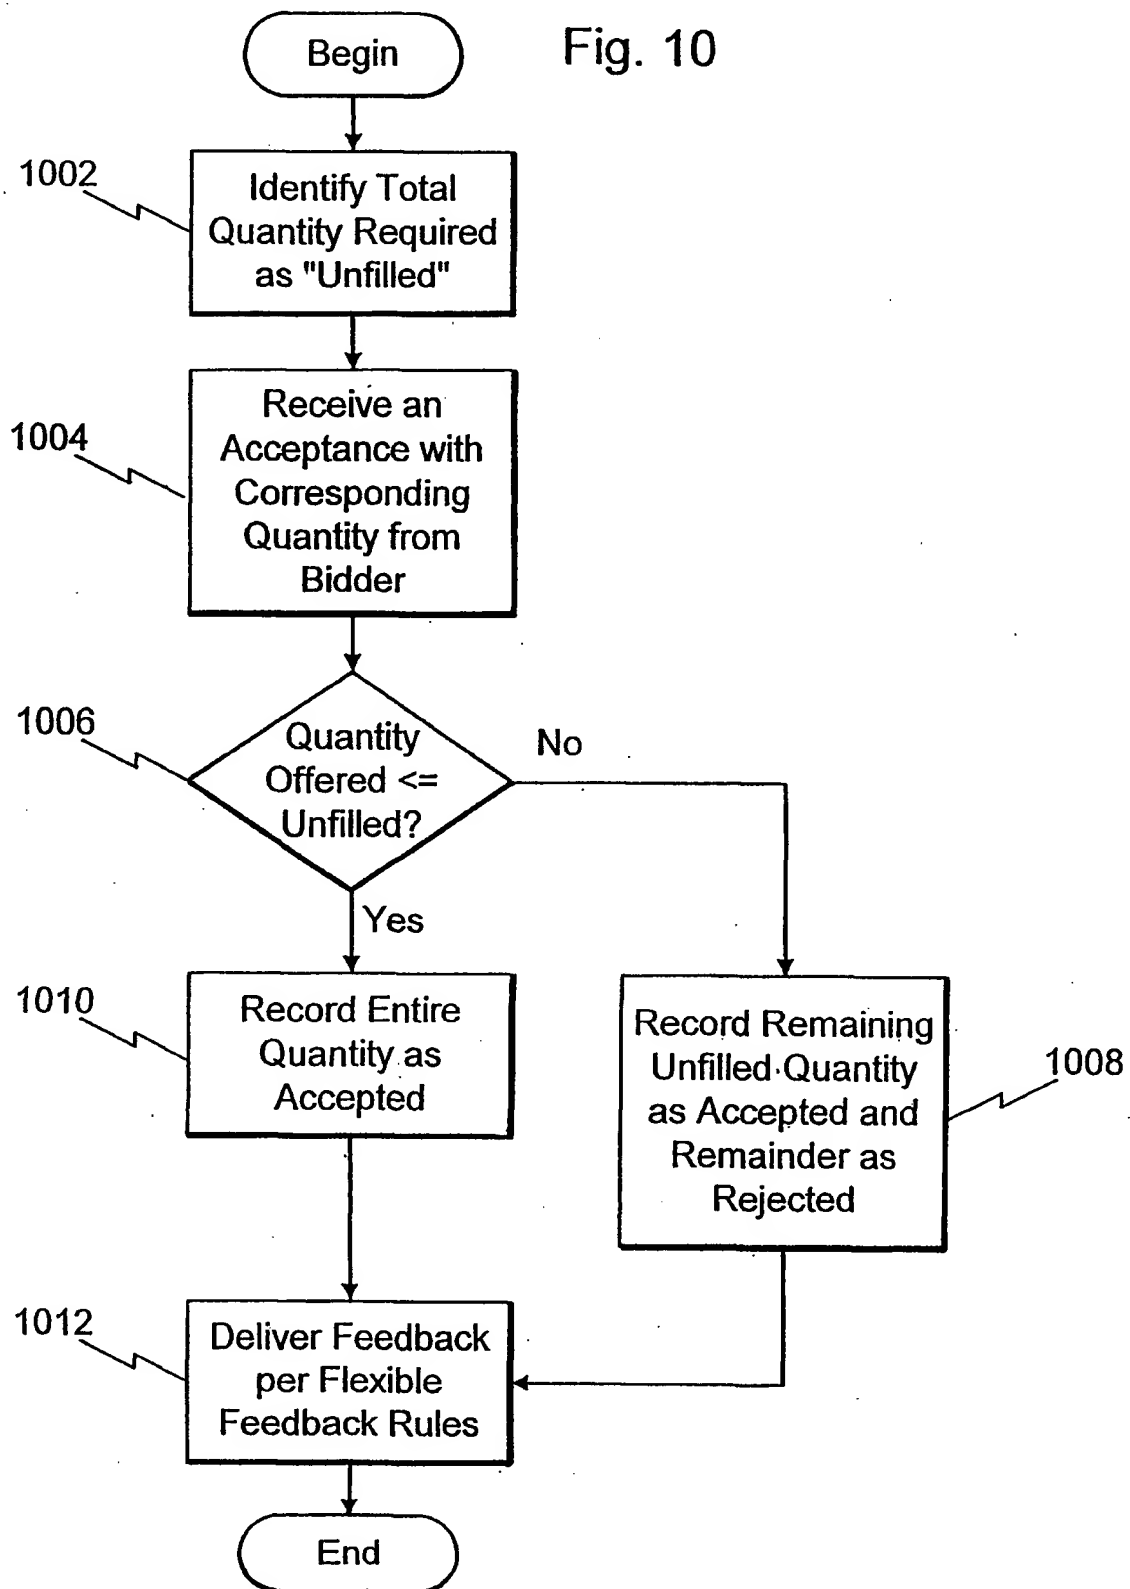 Begin
Fig. 10
1002
Identify Total
Quantity Required
as "Unfilled"
1004
Receive an
Acceptance with
Corresponding
Quantity from
Bidder
1006
Quantity
Offered <=
Unfilled?
No
Yes
1010
Record Entire
Quantity as
Accepted
Record Remaining
Unfilled Quantity
as Accepted and
Remainder as
Rejected
1008
1012
Deliver Feedback
per Flexible
Feedback Rules
End